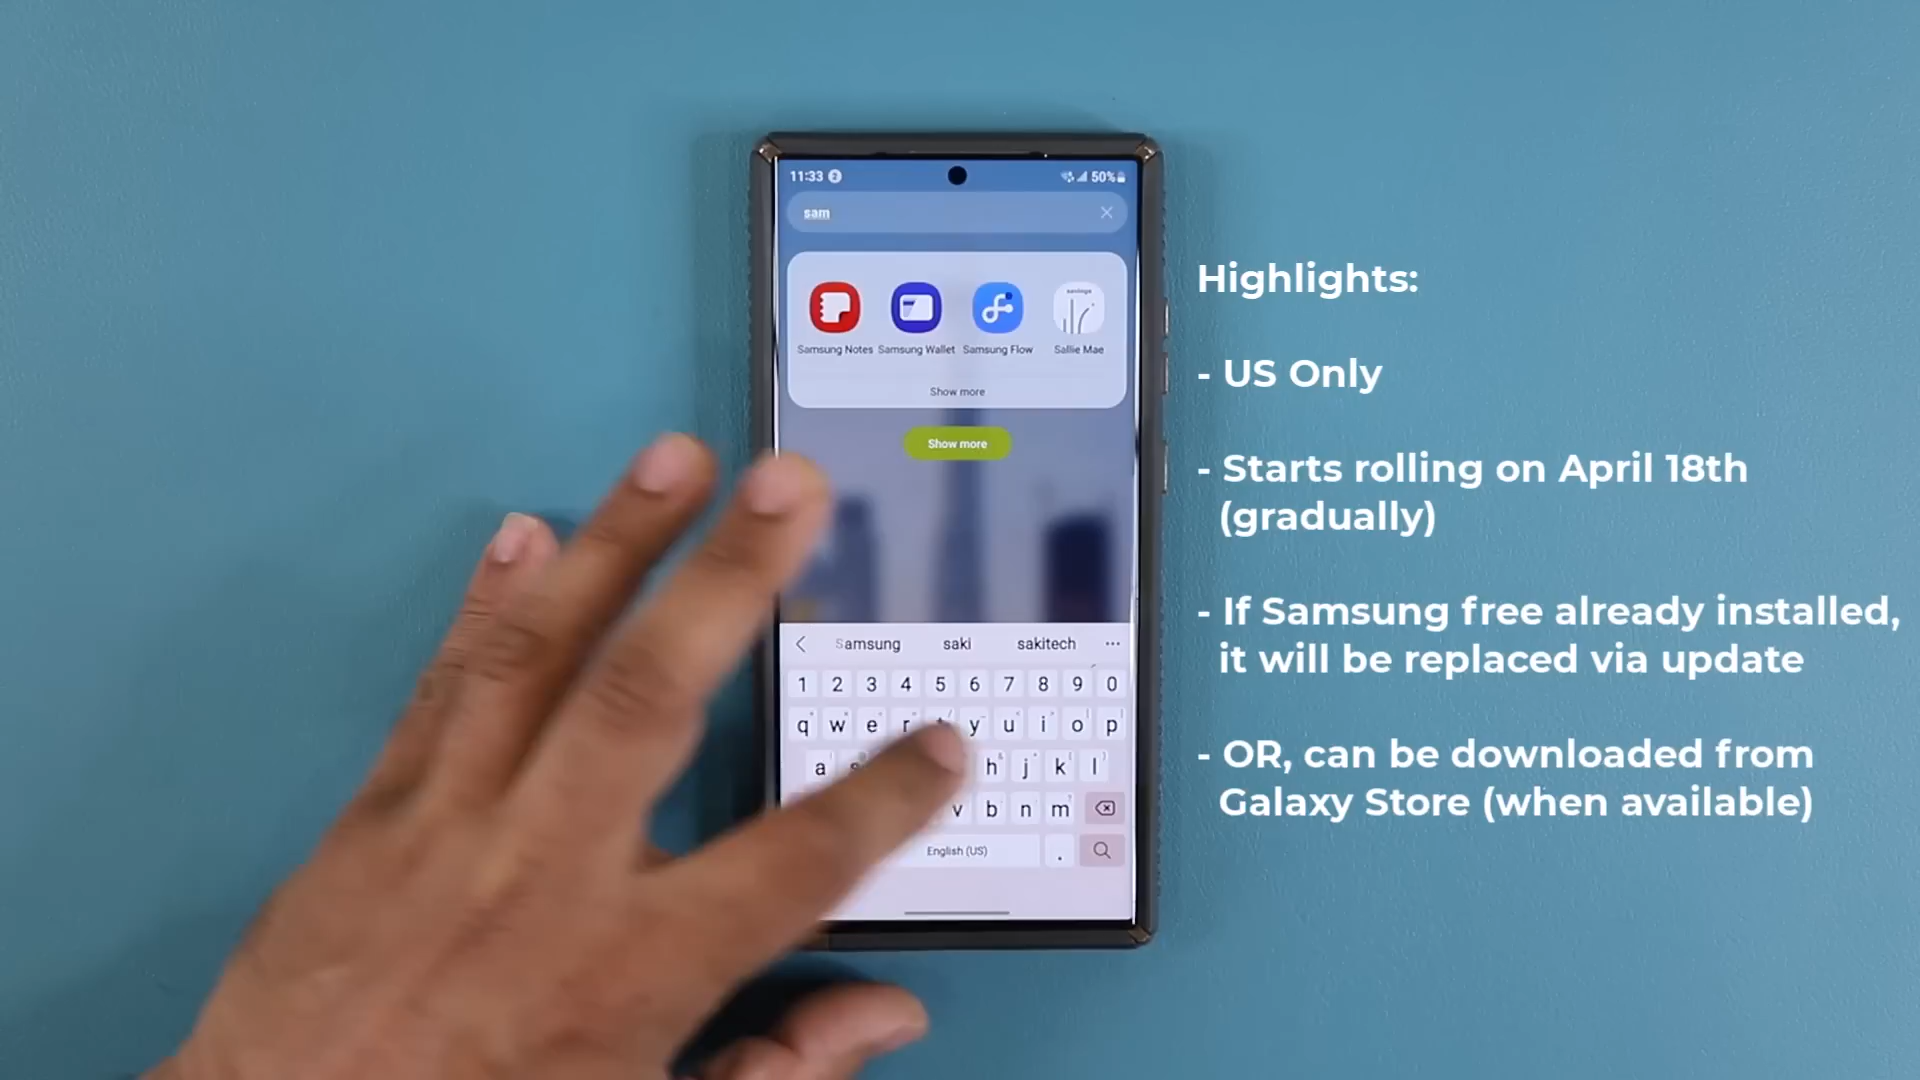 11:33 2 50%
sam
Samsung Notes Samsung Wallet Samsung Flow Sallie Mae
Show more
Show more
Samsung saki sakitech ...
1 2 3 4 5 6 7 8 9 0
q w e r y u i o p
a h j k l
v b n m
English (US) .
Highlights:
- US Only
- Starts rolling on April 18th
(gradually)
- If Samsung free already installed,
it will be replaced via update
- OR, can be downloaded from
Galaxy Store (when available)